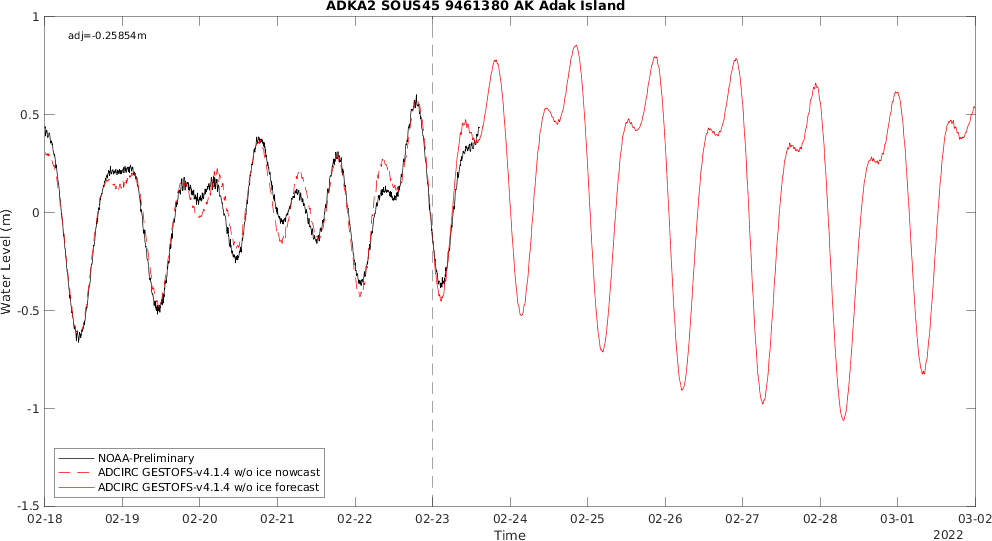 ADKA2 SOUS45 9461380 AK Adak Island
adj=-0.25854m
1
0.5
0
-0.5
-1
-1.5
Water Level (m)
NOAA-Preliminary
ADCIRC GESTOFS-v4.1.4 w/o ice nowcast
ADCIRC GESTOFS-v4.1.4 w/o ice forecast
02-18 02-19 02-20 02-21 02-22 02-23 02-24 02-25 02-26 02-27 02-28 03-01 03-02
Time
2022